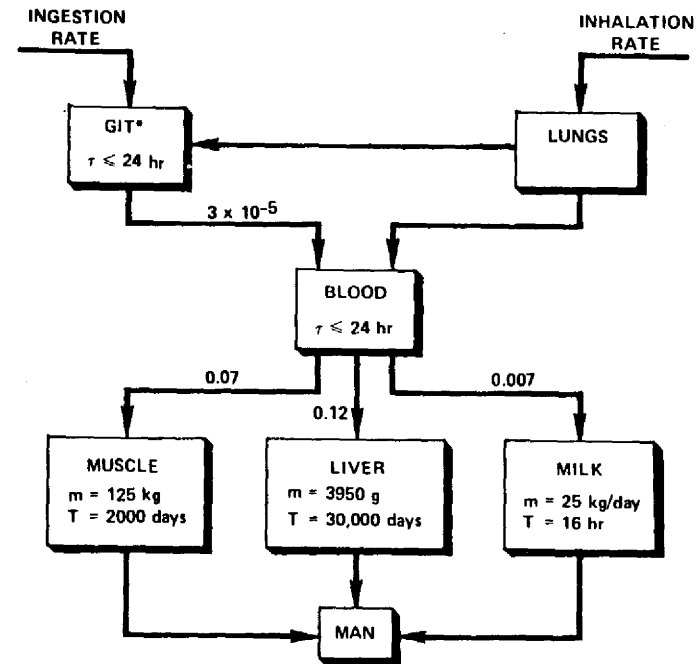 INGESTION
RATE
INHALATION
RATE
GIT*
τ ⩽ 24 hr
LUNGS
3 x 10⁻⁵
BLOOD
τ ⩽ 24 hr
0.07
0.12
0.007
MUSCLE
m = 125 kg
T = 2000 days
LIVER
m = 3950 g
T = 30,000 days
MILK
m = 25 kg/day
T = 16 hr
MAN